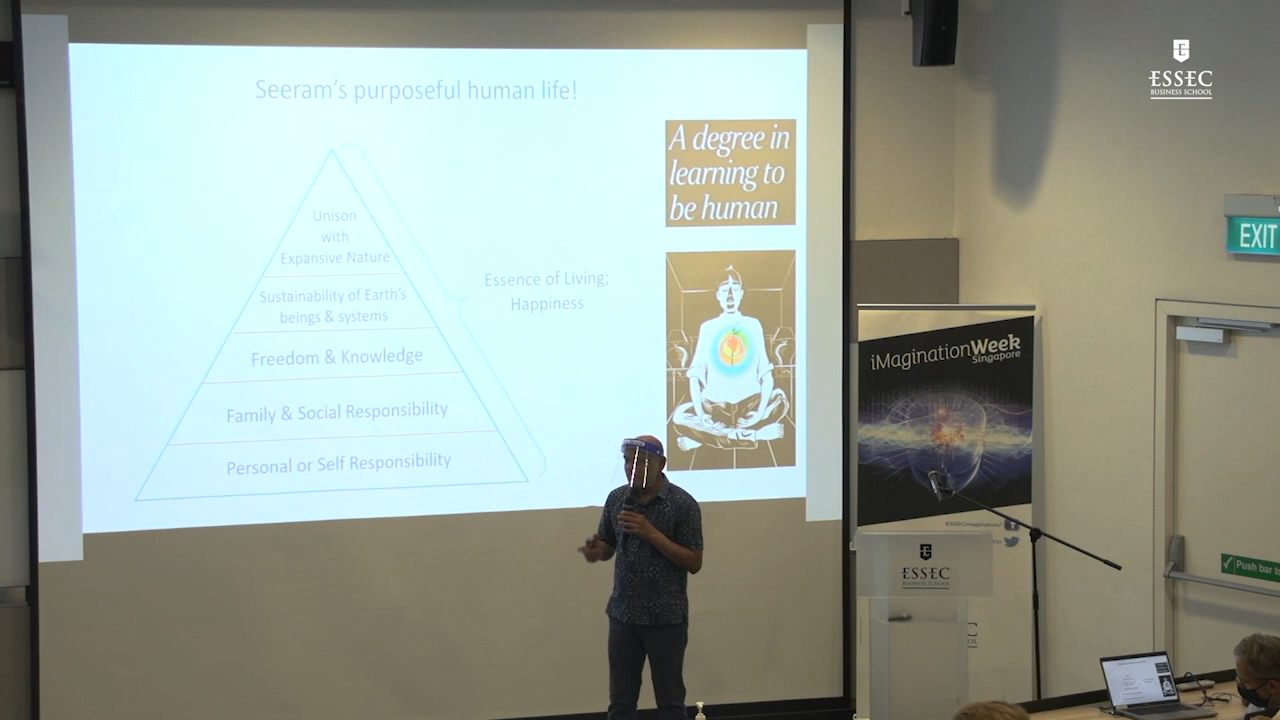 Seeram's purposeful human life!
Unison
with
Expansive Nature
Sustainability of Earth's
beings & systems
Freedom & Knowledge
Family & Social Responsibility
Personal or Self Responsibility
Essence of Living;
Happiness
A degree in
learning to
be human
ESSEC
BUSINESS SCHOOL
EXIT
iMaginationWeek
Singapore
ESSEC
BUSINESS SCHOOL
Push bar